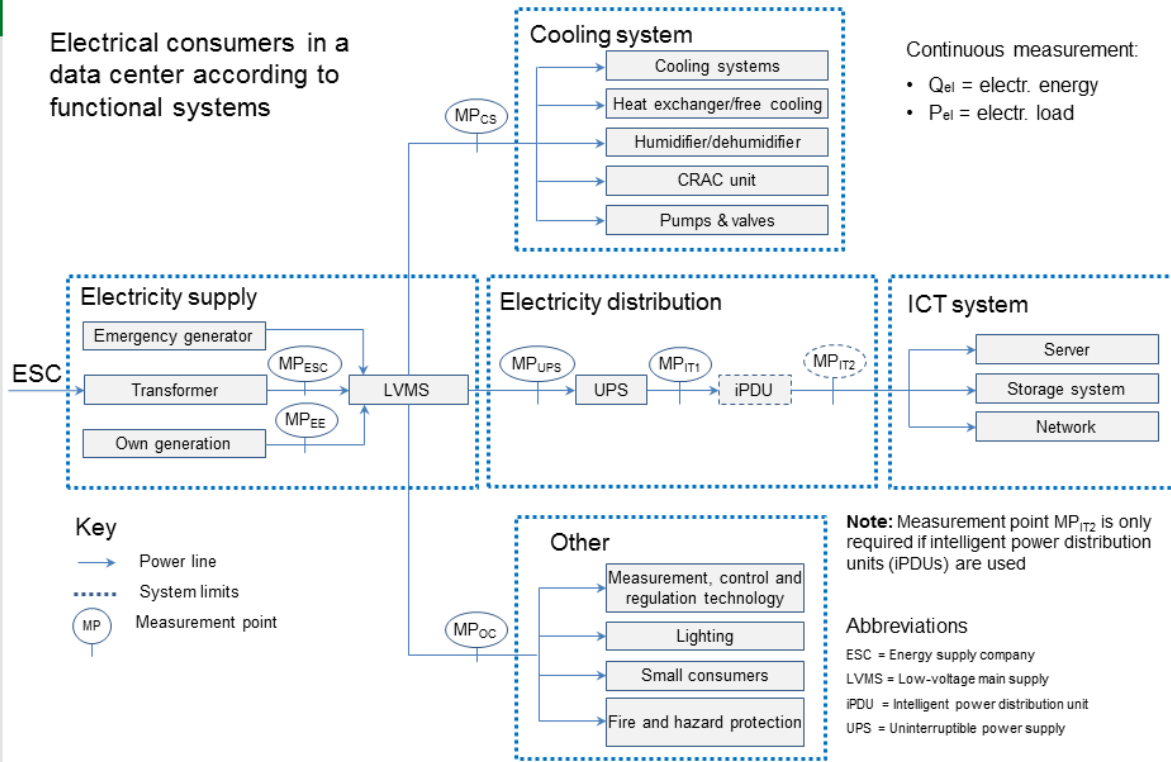 Electrical consumers in a
data center according to
functional systems
Cooling system
Cooling systems
Heat exchanger/free cooling
Humidifier/dehumidifier
CRAC unit
Pumps & valves
MPCS
Continuous measurement:
• Qel = electr. energy
• Pel = electr. load
Electricity supply
Emergency generator
ESC
Transformer
MPESC
LVMS
MPEE
Own generation
Electricity distribution
MPUPS
UPS
MPIT1
iPDU
MPIT2
ICT system
Server
Storage system
Network
Key
Power line
System limits
MP
Measurement point
MPOC
Other
Measurement, control and
regulation technology
Lighting
Small consumers
Fire and hazard protection
Note: Measurement point MPIT2 is only
required if intelligent power distribution
units (iPDUs) are used
Abbreviations
ESC = Energy supply company
LVMS = Low-voltage main supply
iPDU = Intelligent power distribution unit
UPS = Uninterruptible power supply